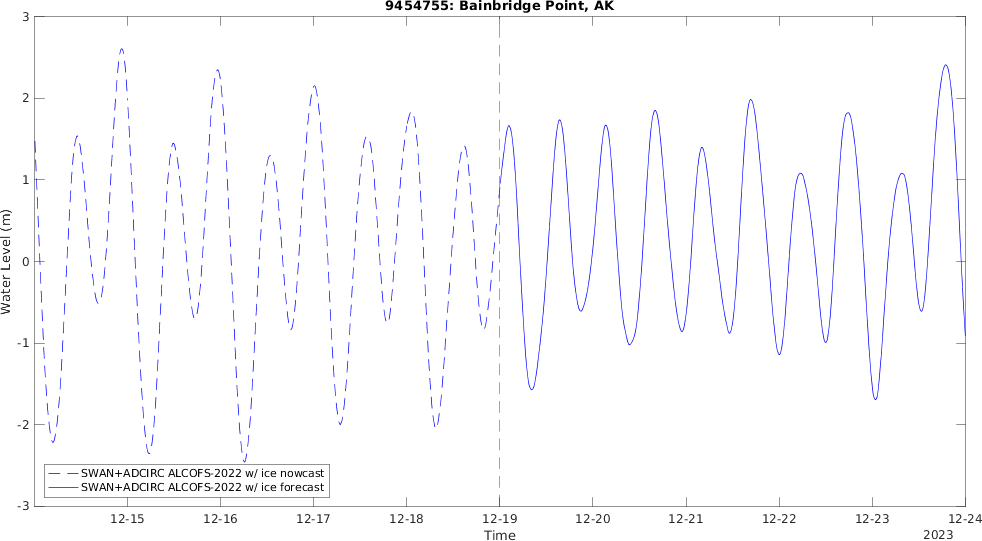 9454755: Bainbridge Point, AK
3
2
1
0
-1
-2
-3
Water Level (m)
SWAN+ADCIRC ALCOFS-2022 w/ ice nowcast
SWAN+ADCIRC ALCOFS-2022 w/ ice forecast
12-15 12-16 12-17 12-18 12-19 12-20 12-21 12-22 12-23 12-24
Time
2023